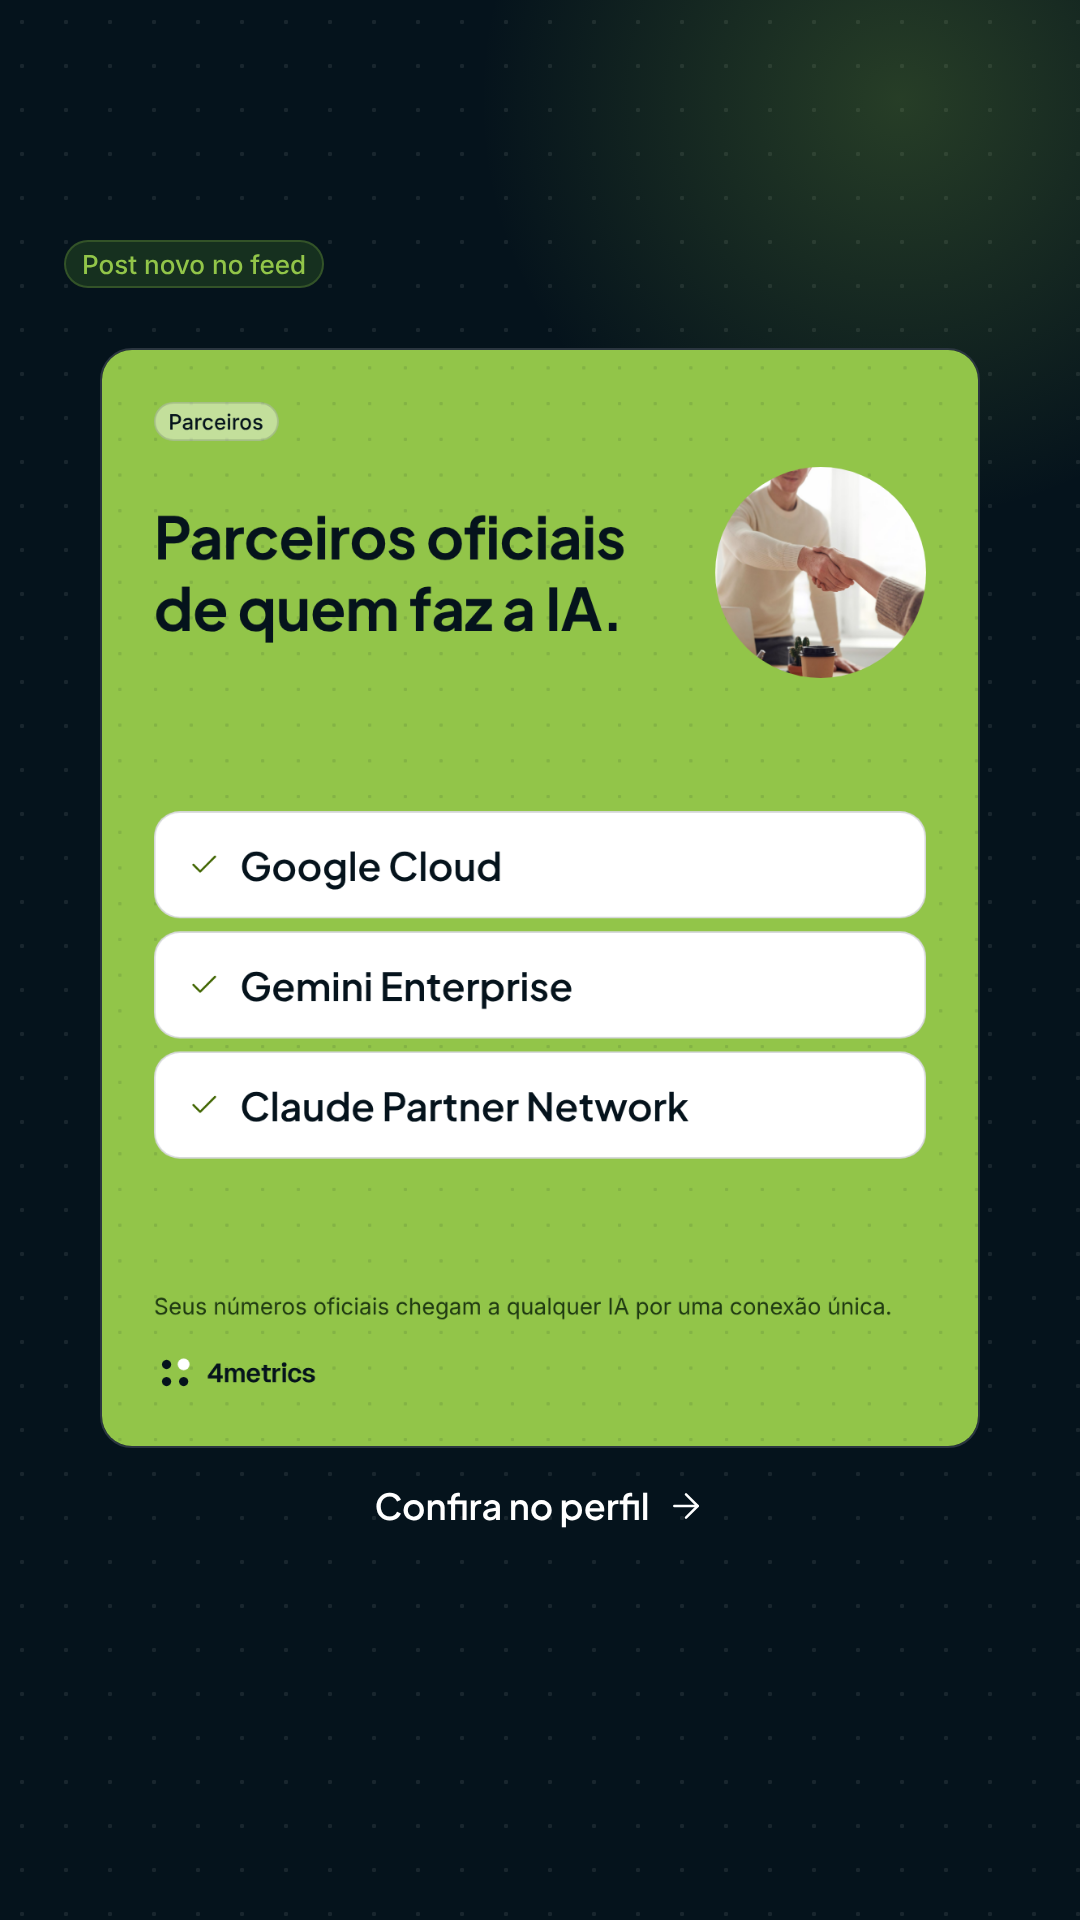 Post novo no feed
Parceiros
Parceiros oficiais
de quem faz a IA.
Google Cloud
Gemini Enterprise
Claude Partner Network
Seus números oficiais chegam a qualquer IA por uma conexão única.
4metrics
Confira no perfil